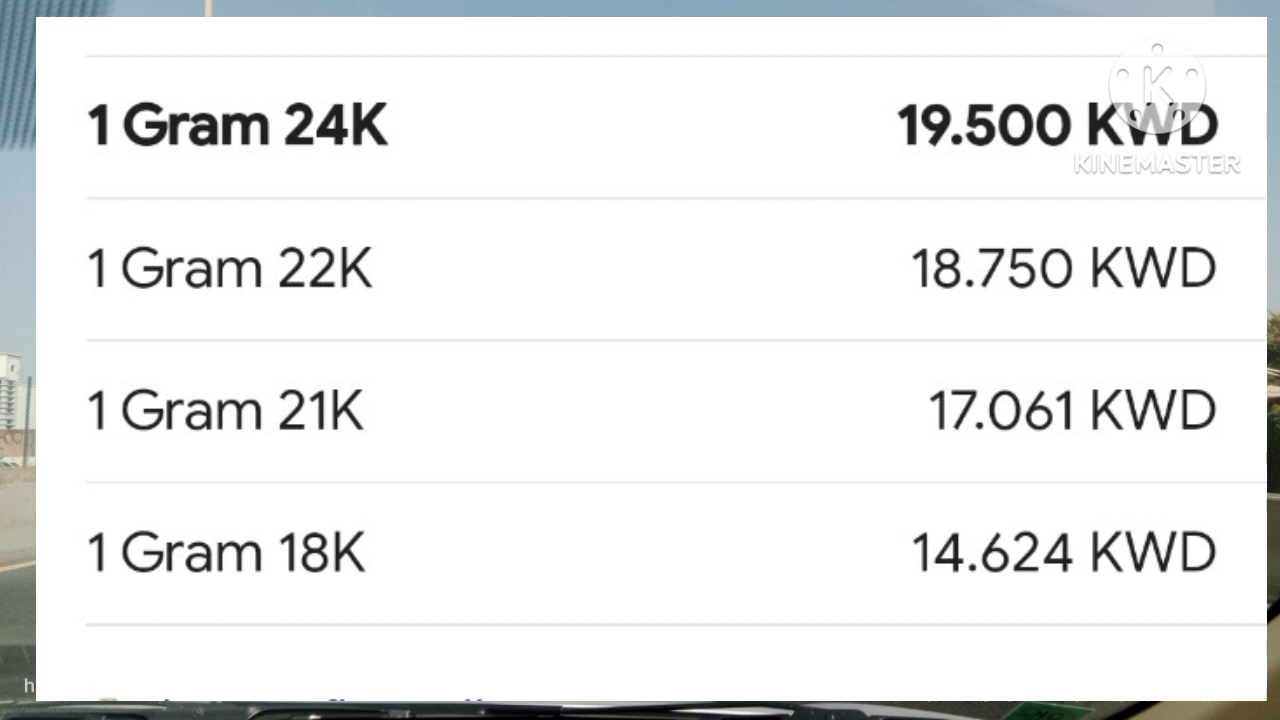 1 Gram 24K 19.500 KWD
KINEMASTER
1 Gram 22K 18.750 KWD
1 Gram 21K 17.061 KWD
1 Gram 18K 14.624 KWD